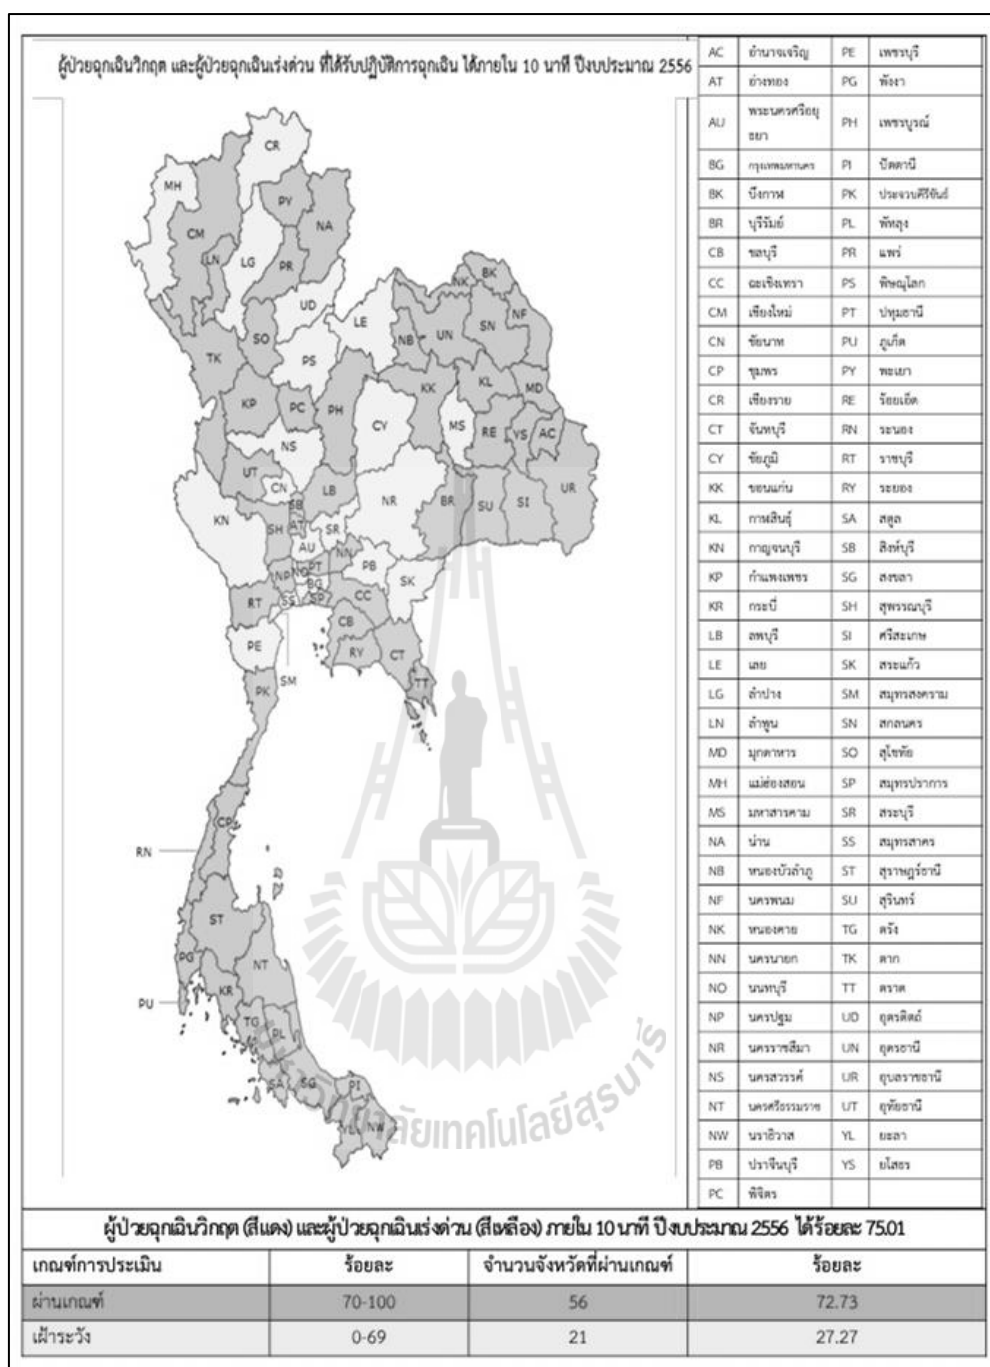 ผู้ป่วยฉุกเฉินวิกฤต และผู้ป่วยฉุกเฉินเร่งด่วน ที่ได้รับปฏิบัติการฉุกเฉิน ได้ภายใน 10 นาที ปีงบประมาณ 2556
CR
MH
PY
NA
CM
LN
LG
PR
UD
BK
NK
NF
SN
LE
UN
NB
SO
TK
PS
KK
KL
MD
KP
PC
PH
CY
MS
RE
YS
AC
NS
UT
CN
LB
UR
KN
NR
BR
SU
SI
SB
SH
AT
SR
AU
NN
PT
NP
NO
BG
PB
SK
RT
SS
SP
CC
CB
PE
RY
CT
SM
PK
TT
CP
RN
ST
PG
NT
KR
PU
TG
PL
SA
SG
PI
YL
NW
AC อำนาจเจริญ PE เพชรบุรี
AT อ่างทอง PG พังงา
AU พระนครศรีอยุ
ธยา PH เพชรบูรณ์
BG กรุงเทพมหานคร PI ปัตตานี
BK บึงกาฬ PK ประจวบคีรีขันธ์
BR บุรีรัมย์ PL พัทลุง
CB ชลบุรี PR แพร่
CC ฉะเชิงเทรา PS พิษณุโลก
CM เชียงใหม่ PT ปทุมธานี
CN ชัยนาท PU ภูเก็ต
CP ชุมพร PY พะเยา
CR เชียงราย RE ร้อยเอ็ด
CT จันทบุรี RN ระนอง
CY ชัยภูมิ RT ราชบุรี
KK ขอนแก่น RY ระยอง
KL กาฬสินธุ์ SA สตูล
KN กาญจนบุรี SB สิงห์บุรี
KP กำแพงเพชร SG สงขลา
KR กระบี่ SH สุพรรณบุรี
LB ลพบุรี SI ศรีสะเกษ
LE เลย SK สระแก้ว
LG ลำปาง SM สมุทรสงคราม
LN ลำพูน SN สกลนคร
MD มุกดาหาร SO สุโขทัย
MH แม่ฮ่องสอน SP สมุทรปราการ
MS มหาสารคาม SR สระบุรี
NA น่าน SS สมุทรสาคร
NB หนองบัวลำภู ST สุราษฎร์ธานี
NF นครพนม SU สุรินทร์
NK หนองคาย TG ตรัง
NN นครนายก TK ตาก
NO นนทบุรี TT ตราด
NP นครปฐม UD อุตรดิตถ์
NR นครราชสีมา UN อุดรธานี
NS นครสวรรค์ UR อุบลราชธานี
NT นครศรีธรรมราช UT อุทัยธานี
NW นราธิวาส YL ยะลา
PB ปราจีนบุรี YS ยโสธร
PC พิจิตร
ผู้ป่วยฉุกเฉินวิกฤต (สีแดง) และผู้ป่วยฉุกเฉินเร่งด่วน (สีเหลือง) ภายใน 10 นาที ปีงบประมาณ 2556 ได้ร้อยละ 75.01
เกณฑ์การประเมิน ร้อยละ จำนวนจังหวัดที่ผ่านเกณฑ์ ร้อยละ
ผ่านเกณฑ์ 70-100 56 72.73
เฝ้าระวัง 0-69 21 27.27